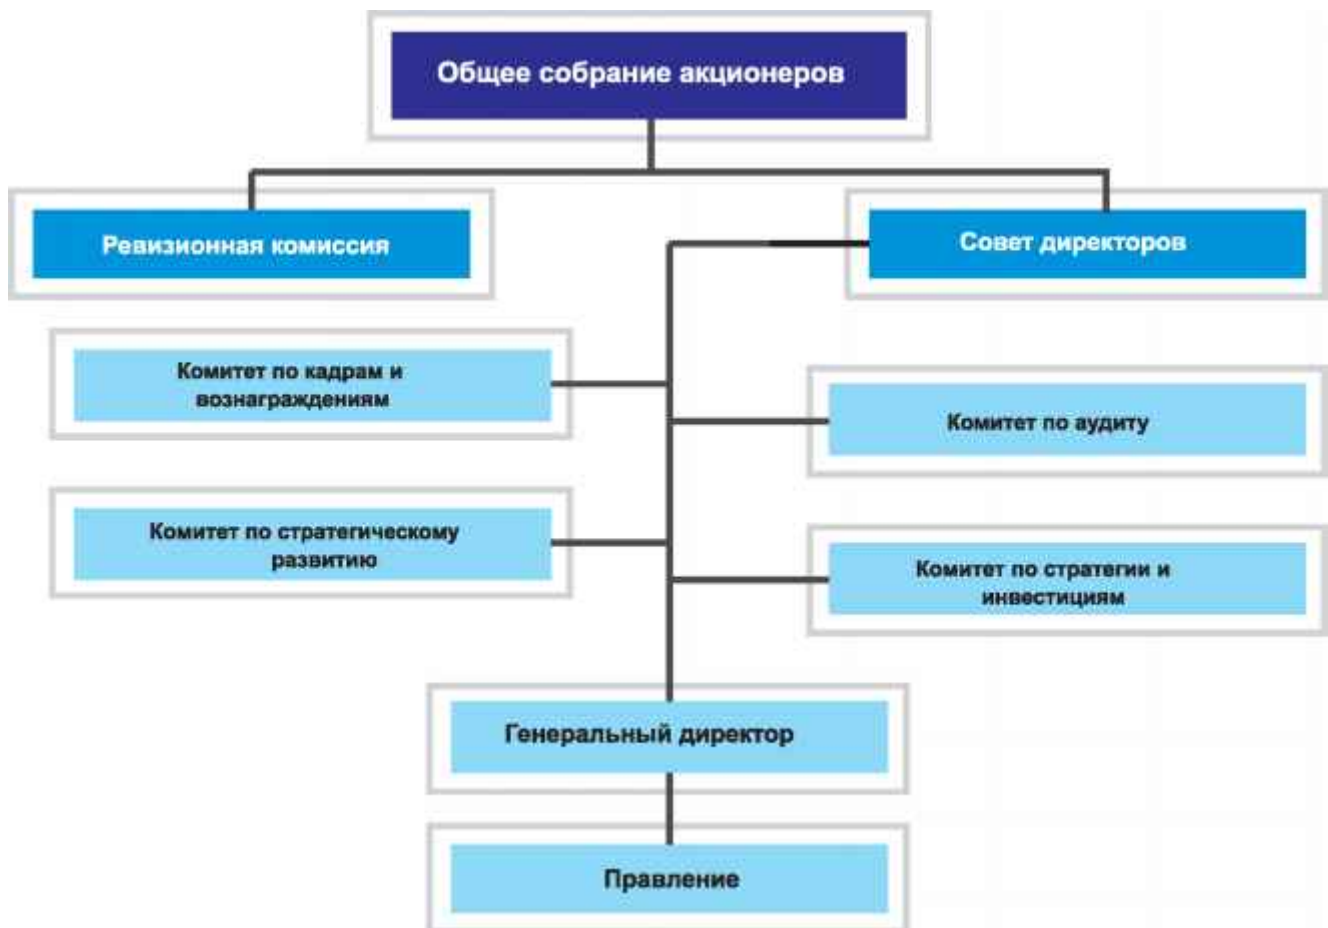 Общее собрание акционеров
Ревизионная комиссия
Совет директоров
Комитет по кадрам и
вознаграждениям
Комитет по аудиту
Комитет по стратегическому
развитию
Комитет по стратегии и
инвестициям
Генеральный директор
Правление